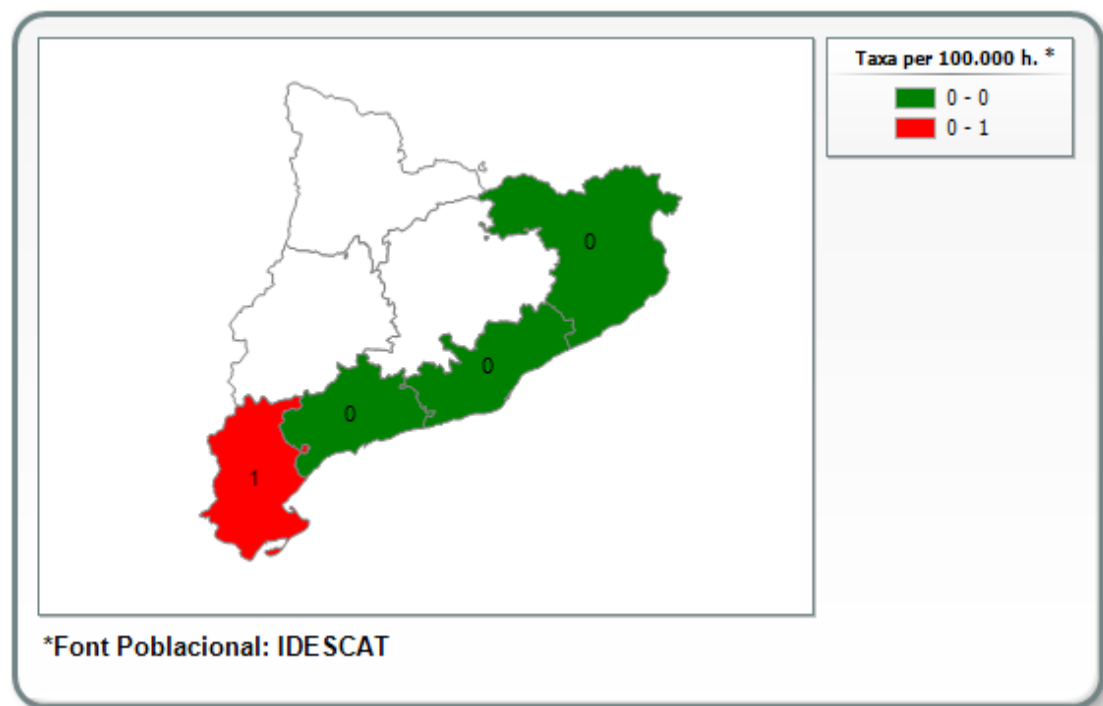 Taxa per 100.000 h. *
0 - 0
0 - 1
0
0
0
1
*Font Poblacional: IDESCAT